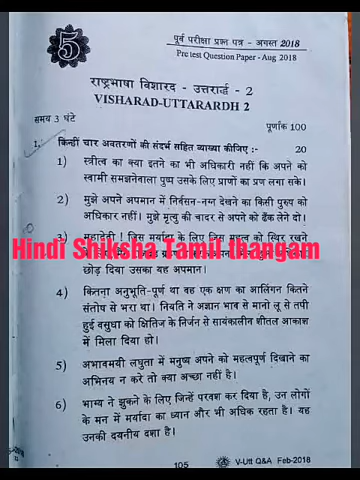 5
पूर्व परीक्षा प्रश्न पत्र - अगस्त 2018
Pre test Question Paper - Aug 2018
राष्ट्रभाषा विशारद - उत्तरार्द्ध - 2
VISHARAD-UTTARARDH 2
समय 3 घंटे
पूर्णांक 100
1. किन्हीं चार अवतरणों की संदर्भ सहित व्याख्या कीजिए :- 20
1) स्त्रीत्व का क्या इतने का भी अधिकारी नहीं कि अपने को
स्वामी समझनेवाला पुरुष उसके लिए प्राणों का प्रण लगा सके।
2) मुझे अपने अपमान में निर्वसन-नग्न देखने का किसी पुरुष को
अधिकार नहीं। मुझे मृत्यु की चादर से अपने को ढँक लेने दो।
3) महादेवी ! जिस मर्यादा के लिए जिस महत्व को स्थिर रखने
Hindi Shiksha Tamil thangam
छोड़ दिया उसका यह अपमान।
4) कितना अनुभूति-पूर्ण था वह एक क्षण का आलिंगन कितने
संतोष से भरा था। नियति ने अज्ञान भाव से मानो लू से तपी
हुई वसुधा को क्षितिज के निर्जन से सायंकालीन शीतल आकाश
में मिला दिया हो।
5) अभावमयी लघुता में मनुष्य अपने को महत्वपूर्ण दिखाने का
अभिनय न करे तो क्या अच्छा नहीं है।
6) भाग्य ने झुकने के लिए जिन्हें परवश कर दिया है, उन लोगों
के मन में मर्यादा का ध्यान और भी अधिक रहता है। यह
उनकी दयनीय दशा है।
105
V-Utt Q&A Feb-2018